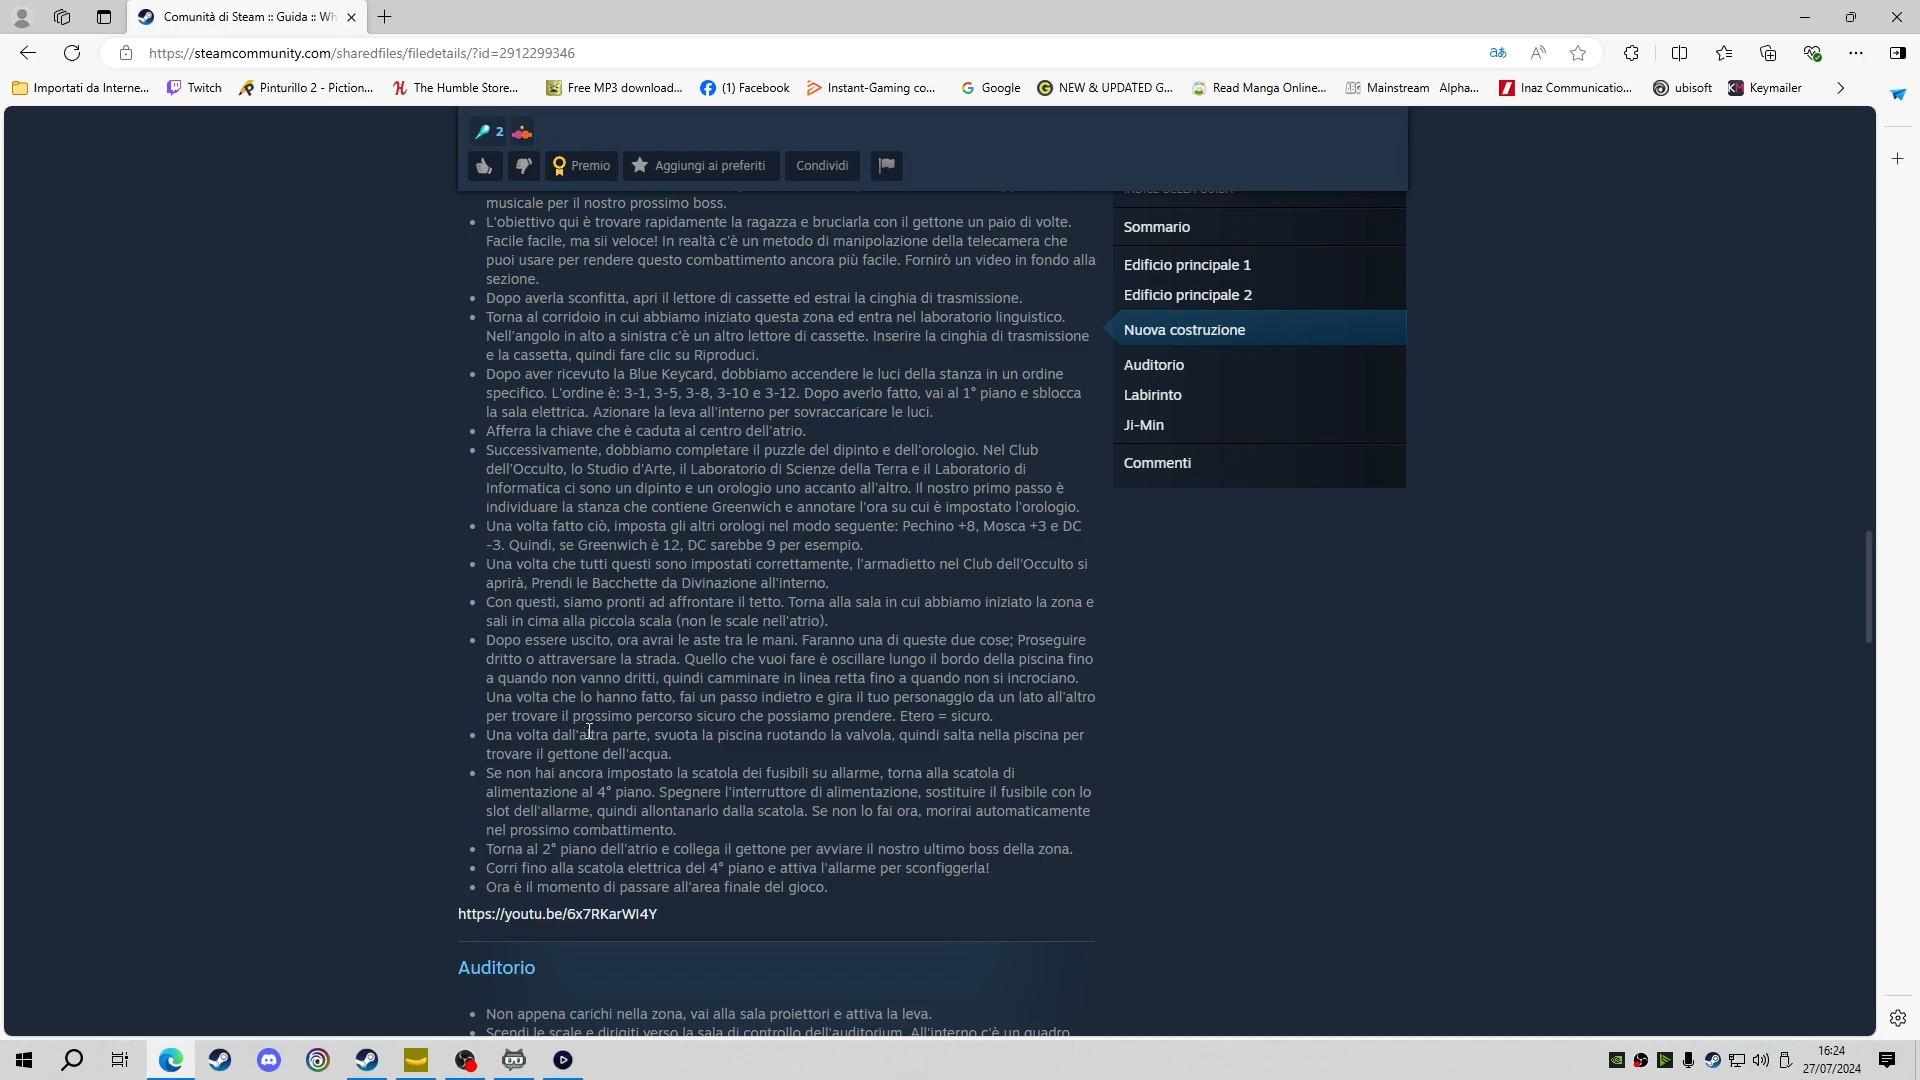 Comunità di Steam :: Guida :: Wh
https://steamcommunity.com/sharedfiles/filedetails/?id=2912299346
Importati da Interne...
Twitch
Pinturillo 2 - Piction...
The Humble Store...
Free MP3 download...
(1) Facebook
Instant-Gaming co...
Google
NEW & UPDATED G...
Read Manga Online...
Mainstream Alpha...
Inaz Communicatio...
ubisoft
Keymailer
2
Premio
Aggiungi ai preferiti
Condividi
musicale per il nostro prossimo boss.
L'obiettivo qui è trovare rapidamente la ragazza e bruciarla con il gettone un paio di volte.
Facile facile, ma sii veloce! In realtà c'è un metodo di manipolazione della telecamera che
puoi usare per rendere questo combattimento ancora più facile. Fornirò un video in fondo alla
sezione.
Dopo averla sconfitta, apri il lettore di cassette ed estrai la cinghia di trasmissione.
Torna al corridoio in cui abbiamo iniziato questa zona ed entra nel laboratorio linguistico.
Nell'angolo in alto a sinistra c'è un altro lettore di cassette. Inserire la cinghia di trasmissione
e la cassetta, quindi fare clic su Riproduci.
Dopo aver ricevuto la Blue Keycard, dobbiamo accendere le luci della stanza in un ordine
specifico. L'ordine è: 3-1, 3-5, 3-8, 3-10 e 3-12. Dopo averlo fatto, vai al 1° piano e sblocca
la sala elettrica. Azionare la leva all'interno per sovraccaricare le luci.
Afferra la chiave che è caduta al centro dell'atrio.
Successivamente, dobbiamo completare il puzzle del dipinto e dell'orologio. Nel Club
dell'Occulto, lo Studio d'Arte, il Laboratorio di Scienze della Terra e il Laboratorio di
Informatica ci sono un dipinto e un orologio uno accanto all'altro. Il nostro primo passo è
individuare la stanza che contiene Greenwich e annotare l'ora su cui è impostato l'orologio.
Una volta fatto ciò, imposta gli altri orologi nel modo seguente: Pechino +8, Mosca +3 e DC
-3. Quindi, se Greenwich è 12, DC sarebbe 9 per esempio.
Una volta che tutti questi sono impostati correttamente, l'armadietto nel Club dell'Occulto si
aprirà, Prendi le Bacchette da Divinazione all'interno.
Con questi, siamo pronti ad affrontare il tetto. Torna alla sala in cui abbiamo iniziato la zona e
sali in cima alla piccola scala (non le scale nell'atrio).
Dopo essere uscito, ora avrai le aste tra le mani. Faranno una di queste due cose; Proseguire
dritto o attraversare la strada. Quello che vuoi fare è oscillare lungo il bordo della piscina fino
a quando non vanno dritti, quindi camminare in linea retta fino a quando non si incrociano.
Una volta che lo hanno fatto, fai un passo indietro e gira il tuo personaggio da un lato all'altro
per trovare il prossimo percorso sicuro che possiamo prendere. Etero = sicuro.
Una volta dall'altra parte, svuota la piscina ruotando la valvola, quindi salta nella piscina per
trovare il gettone dell'acqua.
Se non hai ancora impostato la scatola dei fusibili su allarme, torna alla scatola di
alimentazione al 4° piano. Spegnere l'interruttore di alimentazione, sostituire il fusibile con lo
slot dell'allarme, quindi allontanarlo dalla scatola. Se non lo fai ora, morirai automaticamente
nel prossimo combattimento.
Torna al 2° piano dell'atrio e collega il gettone per avviare il nostro ultimo boss della zona.
Corri fino alla scatola elettrica del 4° piano e attiva l'allarme per sconfiggerla!
Ora è il momento di passare all'area finale del gioco.
https://youtu.be/6x7RKarWI4Y
Auditorio
Non appena carichi nella zona, vai alla sala proiettori e attiva la leva.
Scendi le scale e dirigiti verso la sala di controllo dell'auditorium. All'interno c'è un quadro
Sommario
Edificio principale 1
Edificio principale 2
Nuova costruzione
Auditorio
Labirinto
Ji-Min
Commenti
16:24
27/07/2024